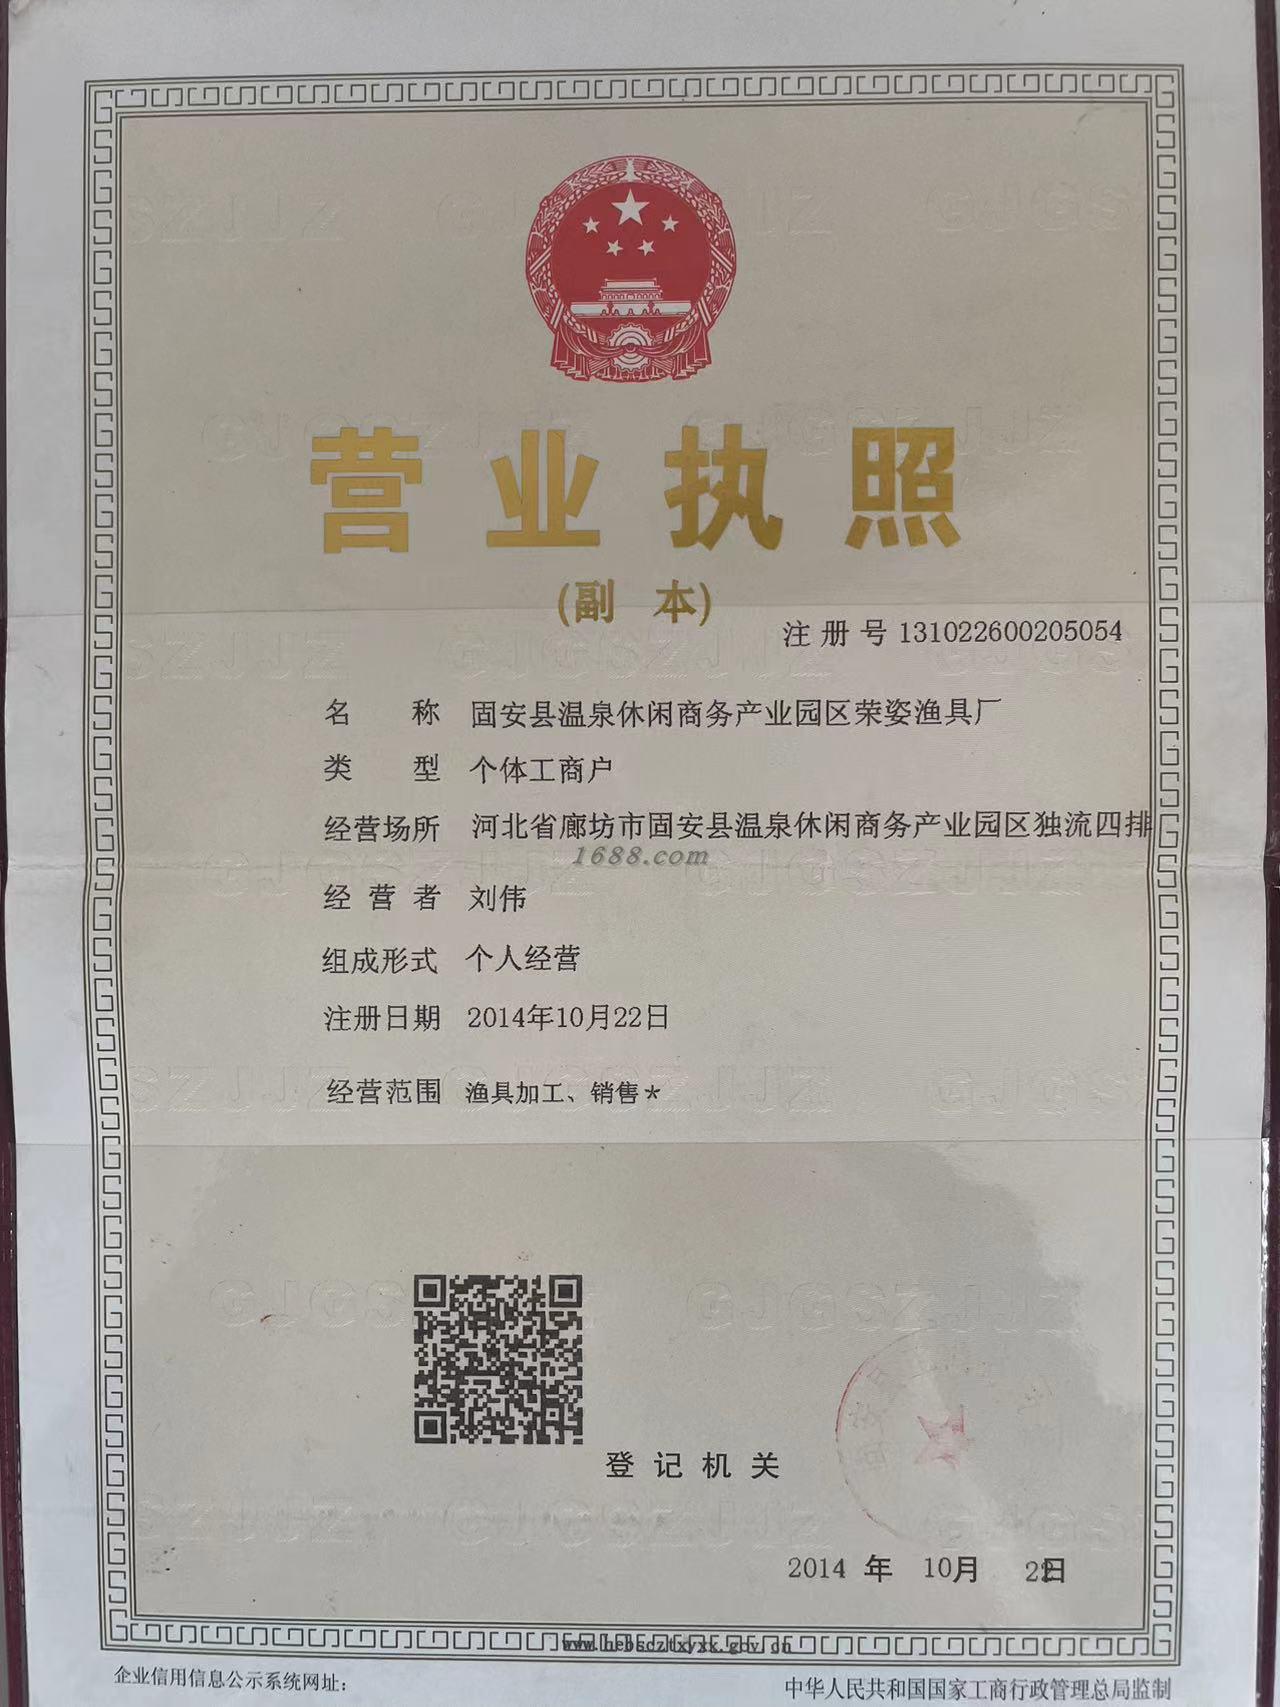 营业执照
(副 本)
注 册 号 131022600205054
名 称 固安县温泉休闲商务产业园区荣姿渔具厂
类 型 个体工商户
经营场所 河北省廊坊市固安县温泉休闲商务产业园区独流四排
1688.com
经 营 者 刘伟
组成形式 个人经营
注册日期 2014年10月22日
经营范围 渔具加工、销售*
登 记 机 关
2014 年 10月 22日
www.hebscztxyxx.gov.cn
企业信用信息公示系统网址:
中华人民共和国国家工商行政管理总局监制